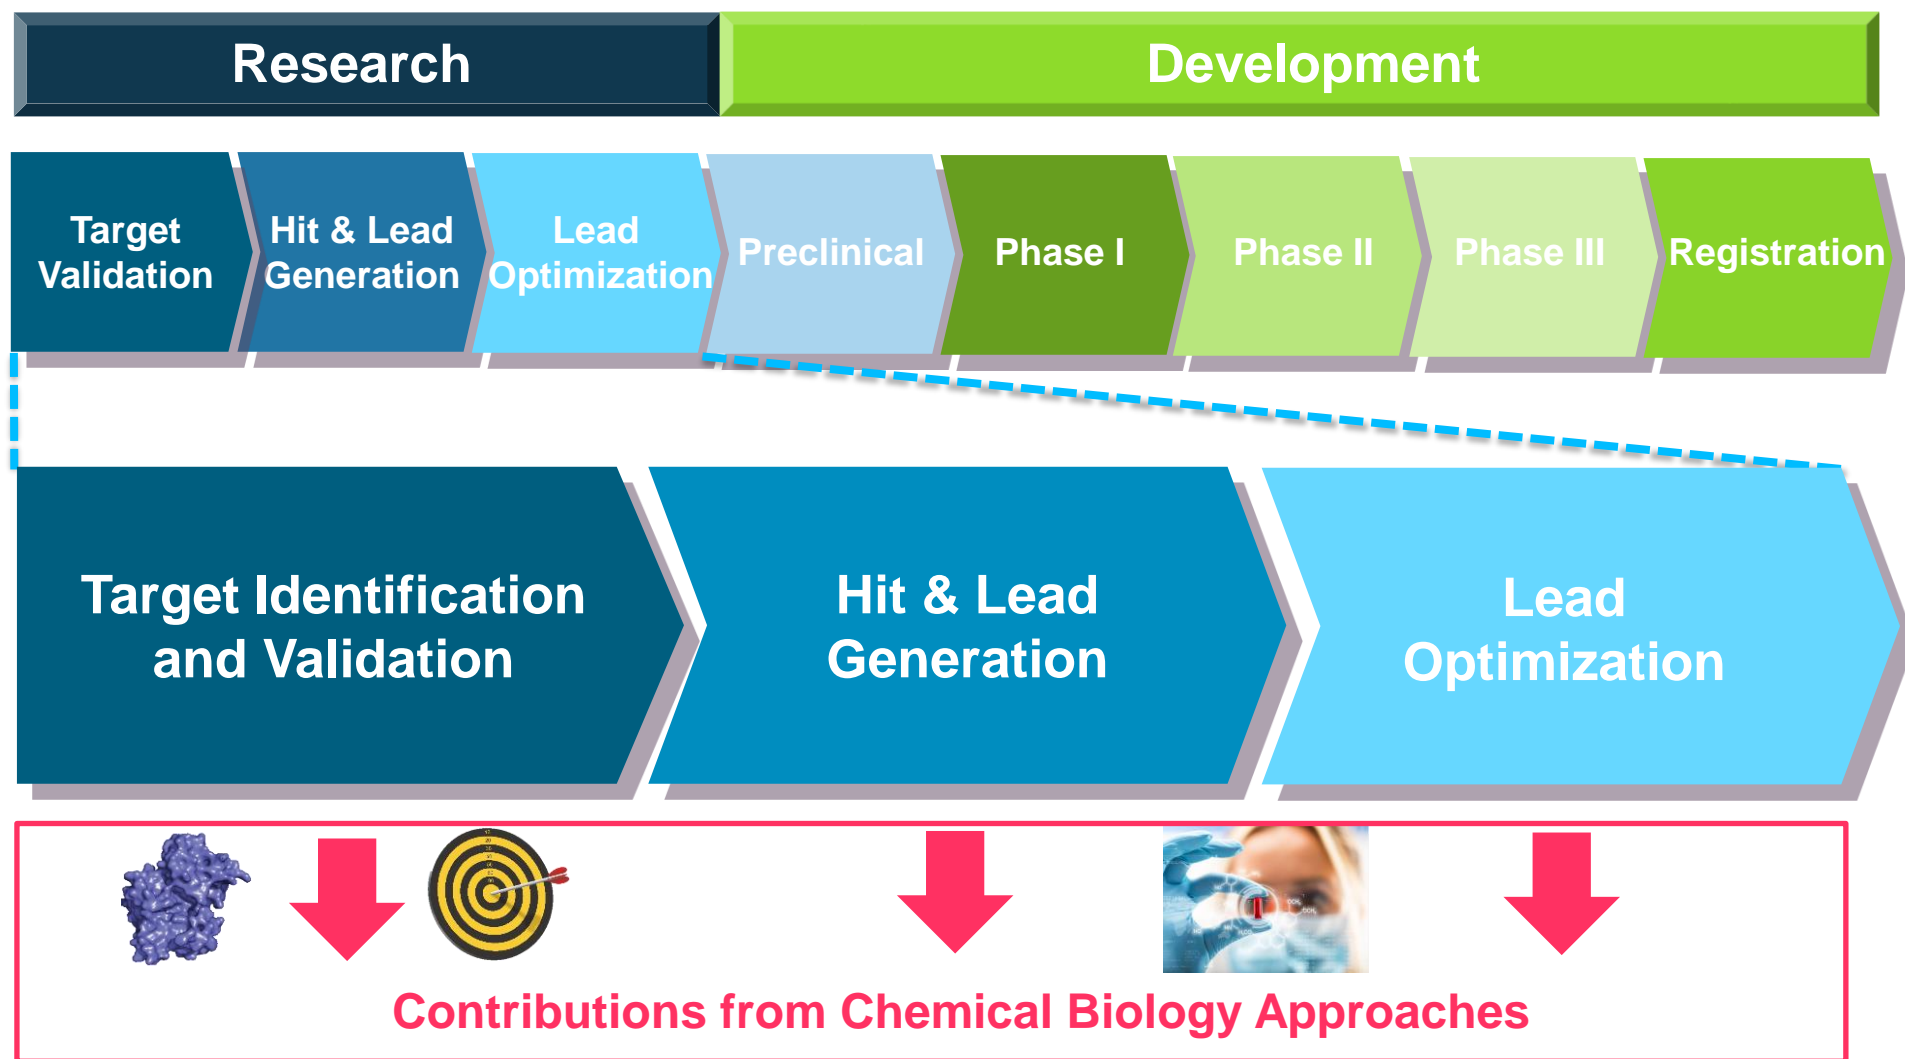 Research
Development
Target
Validation
Hit & Lead
Generation
Lead
Optimization
Preclinical
Phase I
Phase II
Phase III
Registration
Target Identification
and Validation
Hit & Lead
Generation
Lead
Optimization
Contributions from Chemical Biology Approaches